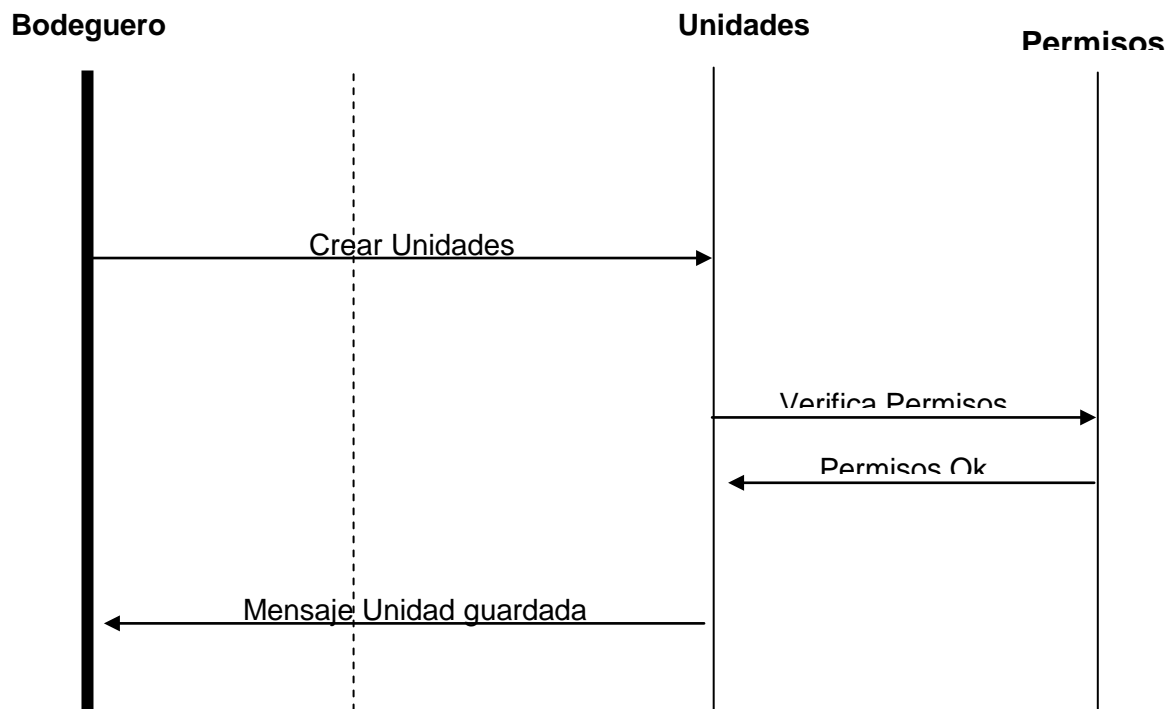 Bodeguero
Unidades
Permisos
Crear Unidades
Verifica Permisos
Permisos Ok
Mensaje Unidad guardada